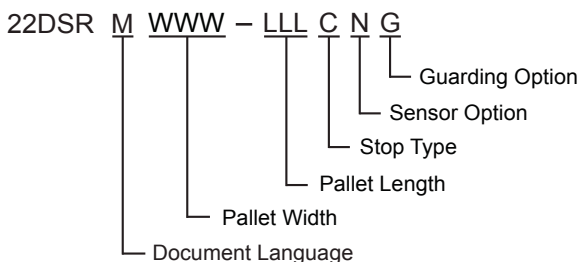 22DSR M WWW – LLL C N G
Guarding Option
Sensor Option
Stop Type
Pallet Length
Pallet Width
Document Language